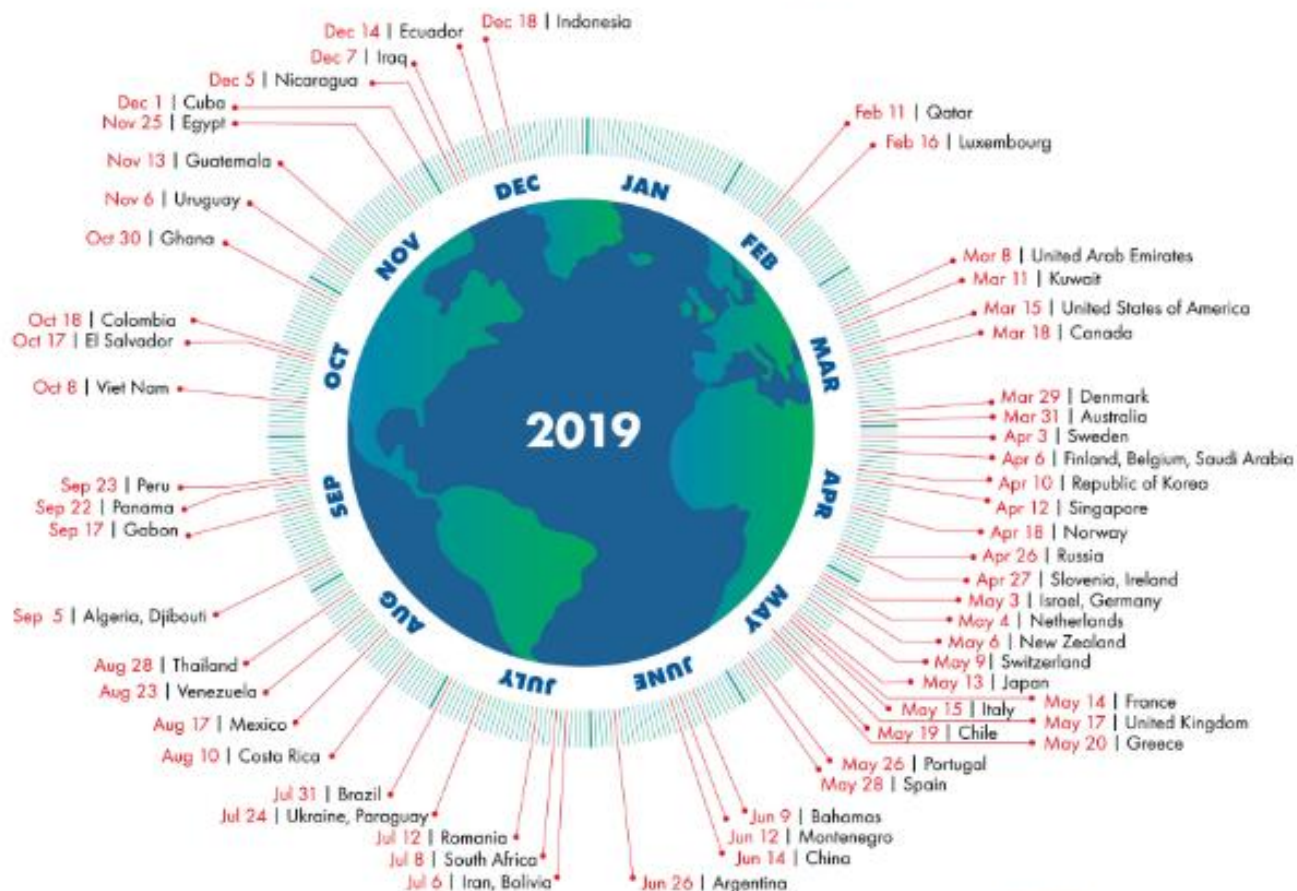 Dec 18 | Indonesia
Dec 14 | Ecuador
Dec 7 | Iraq
Dec 5 | Nicaragua
Dec 1 | Cuba
Nov 25 | Egypt
Nov 13 | Guatemala
Nov 6 | Uruguay
Oct 30 | Ghana
Oct 18 | Colombia
Oct 17 | El Salvador
Oct 8 | Viet Nam
Sep 23 | Peru
Sep 22 | Panama
Sep 17 | Gabon
Sep 5 | Algeria, Djibouti
Aug 28 | Thailand
Aug 23 | Venezuela
Aug 17 | Mexico
Aug 10 | Costa Rica
Jul 31 | Brazil
Jul 24 | Ukraine, Paraguay
Jul 12 | Romania
Jul 8 | South Africa
Jul 6 | Iran, Bolivia
JAN
FEB
MAR
APR
MAY
JUNE
JULY
AUG
SEP
OCT
NOV
DEC
2019
Feb 11 | Qatar
Feb 16 | Luxembourg
Mar 8 | United Arab Emirates
Mar 11 | Kuwait
Mar 15 | United States of America
Mar 18 | Canada
Mar 29 | Denmark
Mar 31 | Australia
Apr 3 | Sweden
Apr 6 | Finland, Belgium, Saudi Arabia
Apr 10 | Republic of Korea
Apr 12 | Singapore
Apr 18 | Norway
Apr 26 | Russia
Apr 27 | Slovenia, Ireland
May 3 | Israel, Germany
May 4 | Netherlands
May 6 | New Zealand
May 9 | Switzerland
May 13 | Japan
May 14 | France
May 15 | Italy
May 17 | United Kingdom
May 19 | Chile
May 20 | Greece
May 26 | Portugal
May 28 | Spain
Jun 9 | Bahamas
Jun 12 | Montenegro
Jun 14 | China
Jun 26 | Argentina